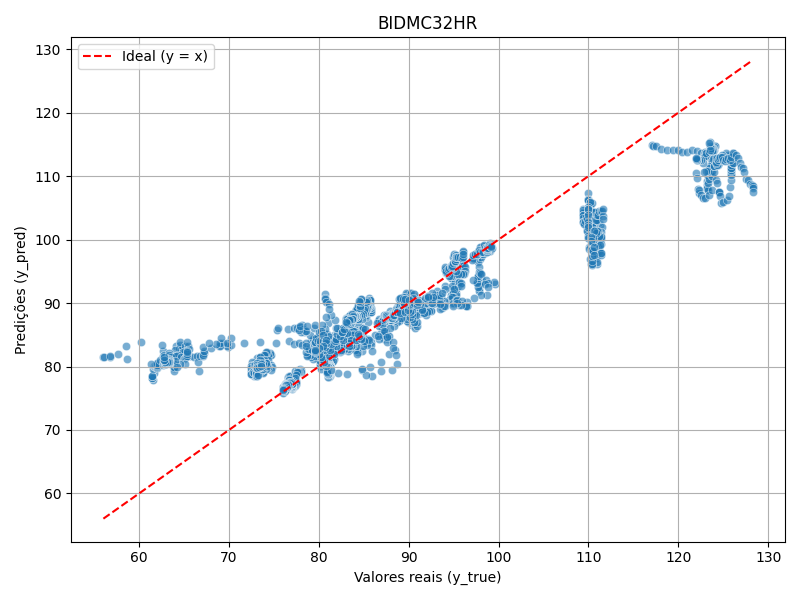 BIDMC32HR
Ideal (y = x)
130
120
110
100
90
80
70
60
Predições (y_pred)
60 70 80 90 100 110 120 130
Valores reais (y_true)